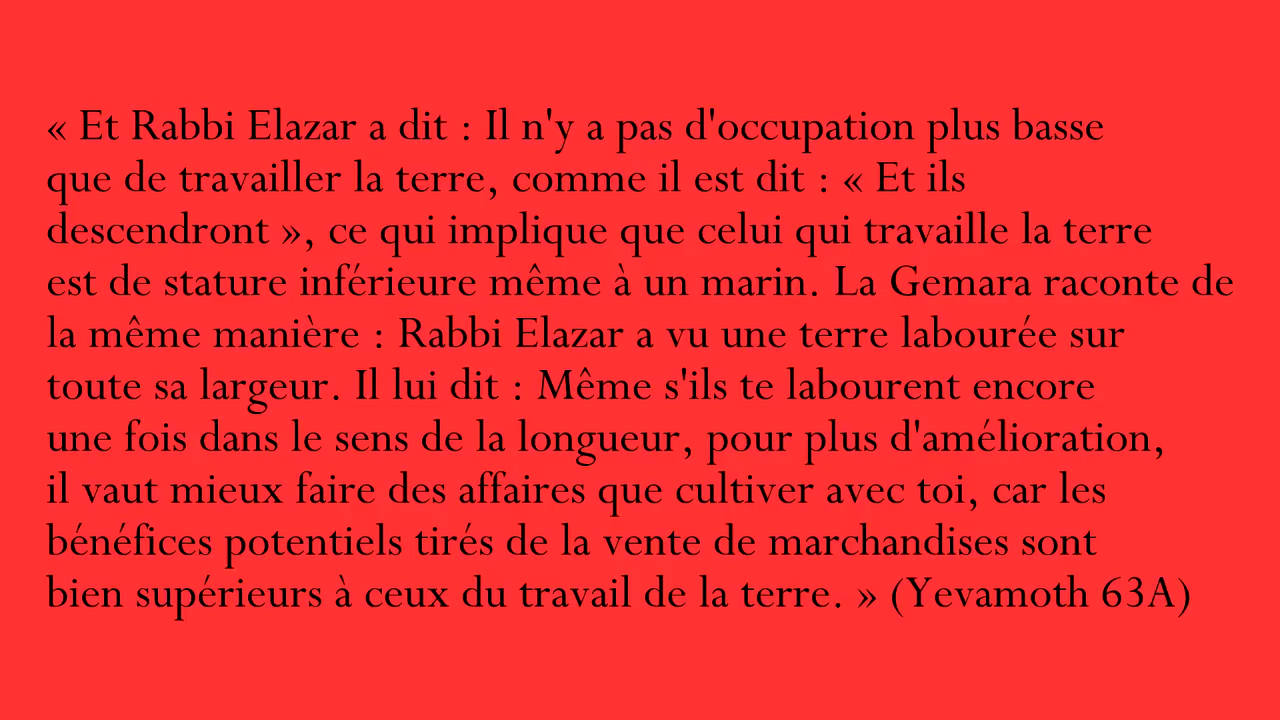 « Et Rabbi Elazar a dit : Il n'y a pas d'occupation plus basse
que de travailler la terre, comme il est dit : « Et ils
descendront », ce qui implique que celui qui travaille la terre
est de stature inférieure même à un marin. La Gemara raconte de
la même manière : Rabbi Elazar a vu une terre labourée sur
toute sa largeur. Il lui dit : Même s'ils te labourent encore
une fois dans le sens de la longueur, pour plus d'amélioration,
il vaut mieux faire des affaires que cultiver avec toi, car les
bénéfices potentiels tirés de la vente de marchandises sont
bien supérieurs à ceux du travail de la terre. » (Yevamoth 63A)